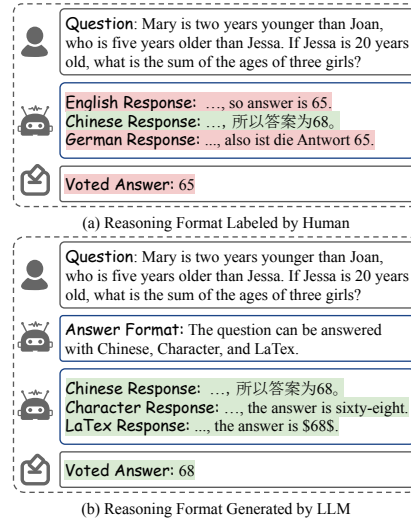 Question: Mary is two years younger than Joan,
who is five years older than Jessa. If Jessa is 20 years
old, what is the sum of the ages of three girls?
English Response: ..., so answer is 65.
Chinese Response: ..., 所以答案为68。
German Response: ..., also ist die Antwort 65.
Voted Answer: 65
(a) Reasoning Format Labeled by Human
Question: Mary is two years younger than Joan,
who is five years older than Jessa. If Jessa is 20 years
old, what is the sum of the ages of three girls?
Answer Format: The question can be answered
with Chinese, Character, and LaTex.
Chinese Response: ..., 所以答案为68。
Character Response: ..., the answer is sixty-eight.
LaTex Response: ..., the answer is $68$.
Voted Answer: 68
(b) Reasoning Format Generated by LLM